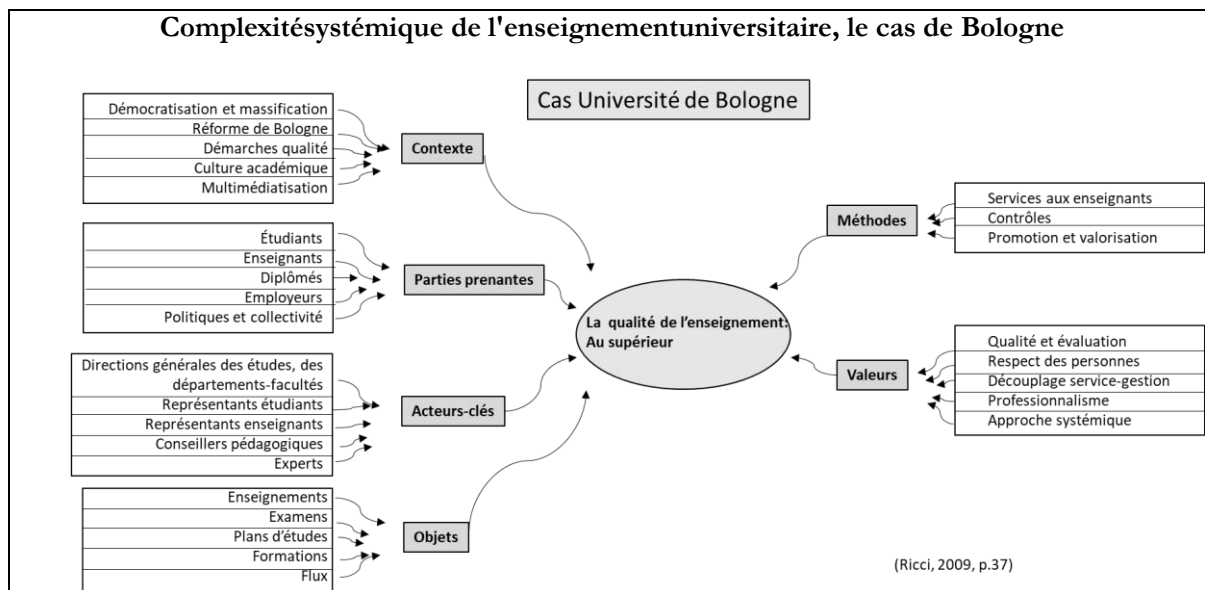 Complexitésystémique de l'enseignementuniversitaire, le cas de Bologne
Cas Université de Bologne
Démocratisation et massification
Réforme de Bologne
Démarches qualité
Culture académique
Multimédiatisation
Contexte
Étudiants
Enseignants
Diplômés
Employeurs
Politiques et collectivité
Parties prenantes
Directions générales des études, des
départements-facultés
Représentants étudiants
Représentants enseignants
Conseillers pédagogiques
Experts
Acteurs-clés
Enseignements
Examens
Plans d'études
Formations
Flux
Objets
La qualité de l'enseignement:
Au supérieur
Méthodes
Services aux enseignants
Contrôles
Promotion et valorisation
Valeurs
Qualité et évaluation
Respect des personnes
Découplage service-gestion
Professionnalisme
Approche systémique
(Ricci, 2009, p.37)